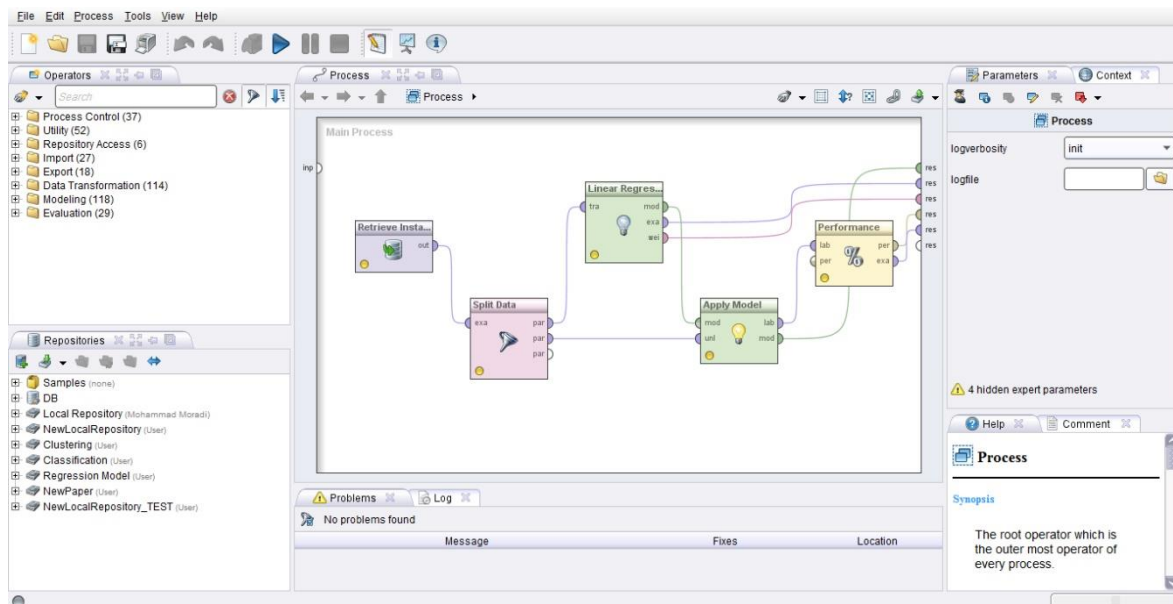 File Edit Process Tools View Help
Operators
Search
Process Control (37)
Utility (52)
Repository Access (6)
Import (27)
Export (18)
Data Transformation (114)
Modeling (118)
Evaluation (29)
Repositories
Samples (none)
DB
Local Repository (Mohammad Moradi)
NewLocalRepository (User)
Clustering (User)
Classification (User)
Regression Model (User)
NewPaper (User)
NewLocalRepository_TEST (User)
Process
Process
Main Process
inp
Retrieve Insta...
out
Split Data
exa par
par
par
Linear Regres...
tra mod
exa
wei
Apply Model
mod lab
unl mod
Performance
lab per
per % exa
res
res
res
res
res
res
Problems Log
No problems found
Message Fixes Location
Parameters Context
Process
logverbosity init
logfile
4 hidden expert parameters
Help Comment
Process
Synopsis
The root operator which is
the outer most operator of
every process.